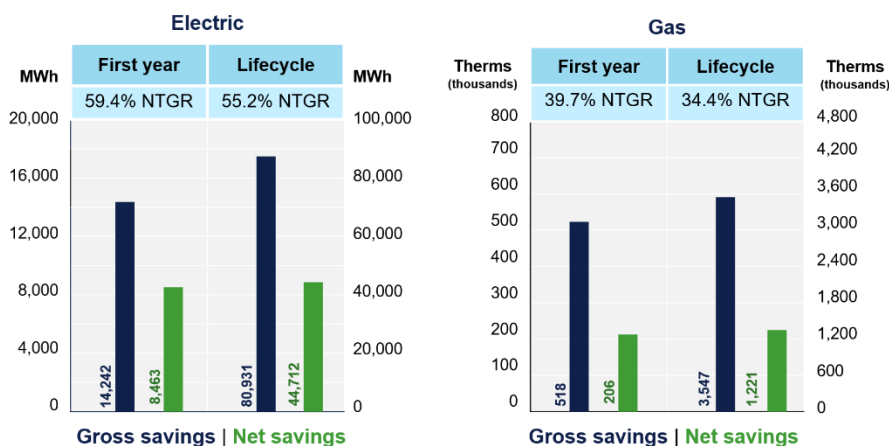 Electric
MWh
First year
Lifecycle
MWh
59.4% NTGR
55.2% NTGR
20,000
16,000
12,000
8,000
4,000
0
100,000
80,000
60,000
40,000
20,000
0
14,242
8,463
80,931
44,712
Gross savings | Net savings
Gas
Therms
(thousands)
First year
Lifecycle
Therms
(thousands)
39.7% NTGR
34.4% NTGR
800
700
600
500
400
300
200
100
0
4,800
4,200
3,600
3,000
2,400
1,800
1,200
600
0
518
206
3,547
1,221
Gross savings | Net savings